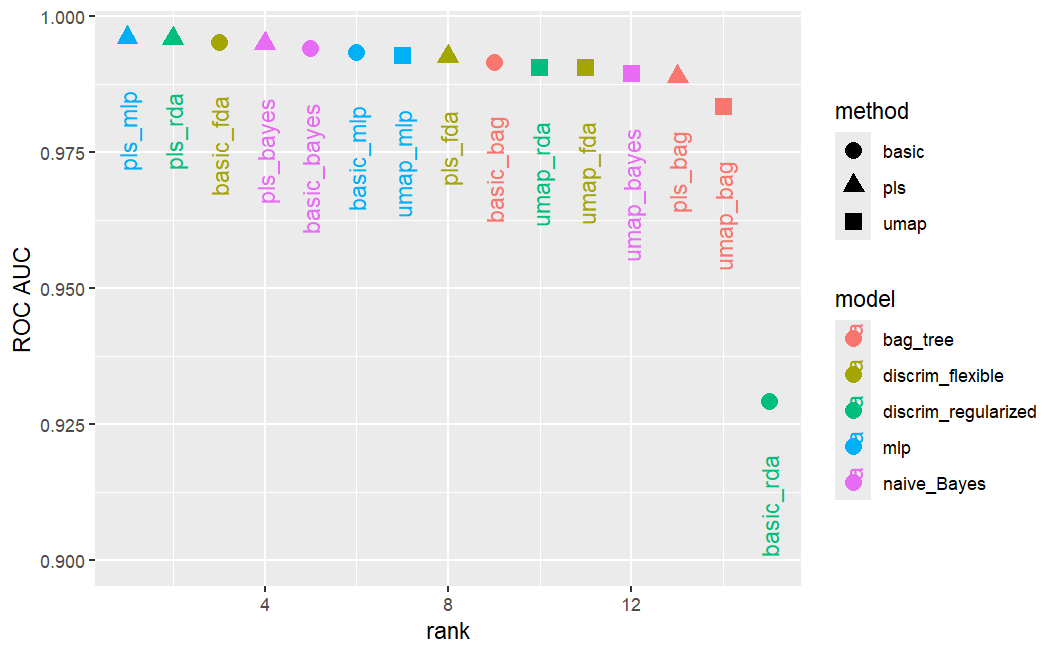 1.000
0.975
0.950
0.925
0.900
ROC AUC
pls_mlp
pls_rda
basic_fda
pls_bayes
basic_bayes
basic_mlp
umap_mlp
pls_fda
basic_bag
umap_rda
umap_fda
umap_bayes
pls_bag
umap_bag
basic_rda
4
8
12
rank
method
basic
pls
umap
model
a bag_tree
a discrim_flexible
a discrim_regularized
a mlp
a naive_Bayes